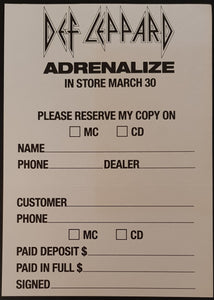 DEF LEPPARD
ADRENALIZE
IN STORE MARCH 30
PLEASE RESERVE MY COPY ON
MC CD
NAME
PHONE DEALER
CUSTOMER
PHONE
MC CD
PAID DEPOSIT $
PAID IN FULL $
SIGNED